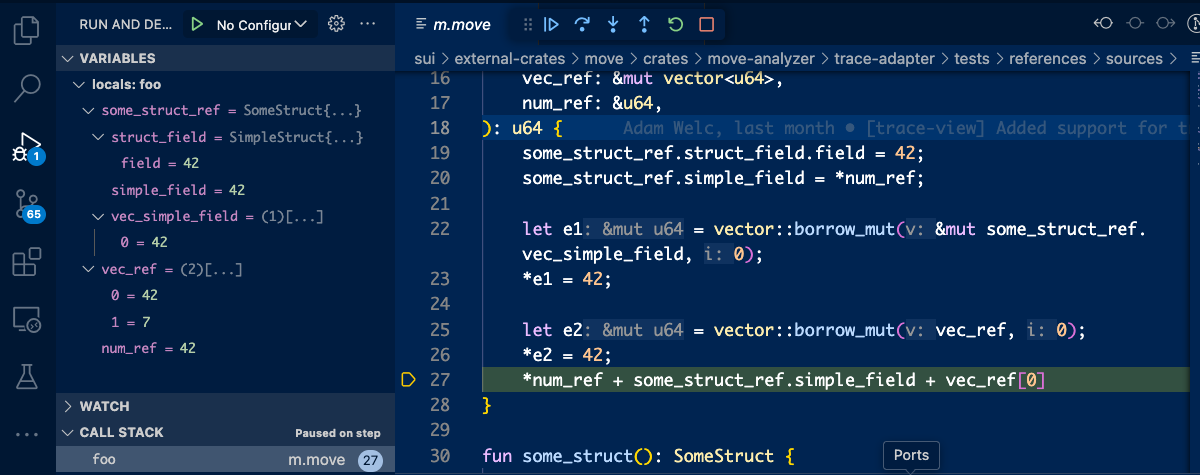 RUN AND DE... No Configur
VARIABLES
locals: foo
some_struct_ref = SomeStruct{...}
struct_field = SimpleStruct{...}
field = 42
simple_field = 42
vec_simple_field = (1)[...]
0 = 42
vec_ref = (2)[...]
0 = 42
1 = 7
num_ref = 42
WATCH
CALL STACK Paused on step
foo m.move 27
1
65
m.move
sui > external-crates > move > crates > move-analyzer > trace-adapter > tests > references > sources >
16 vec_ref: &mut vector<u64>,
17 num_ref: &u64,
18 ): u64 { Adam Welc, last month • [trace-view] Added support for t
19 some_struct_ref.struct_field.field = 42;
20 some_struct_ref.simple_field = *num_ref;
21
22 let e1: &mut u64 = vector::borrow_mut(v: &mut some_struct_ref.
vec_simple_field, i: 0);
23 *e1 = 42;
24
25 let e2: &mut u64 = vector::borrow_mut(v: vec_ref, i: 0);
26 *e2 = 42;
27 *num_ref + some_struct_ref.simple_field + vec_ref[0]
28 }
29
30 fun some_struct(): SomeStruct {
Ports